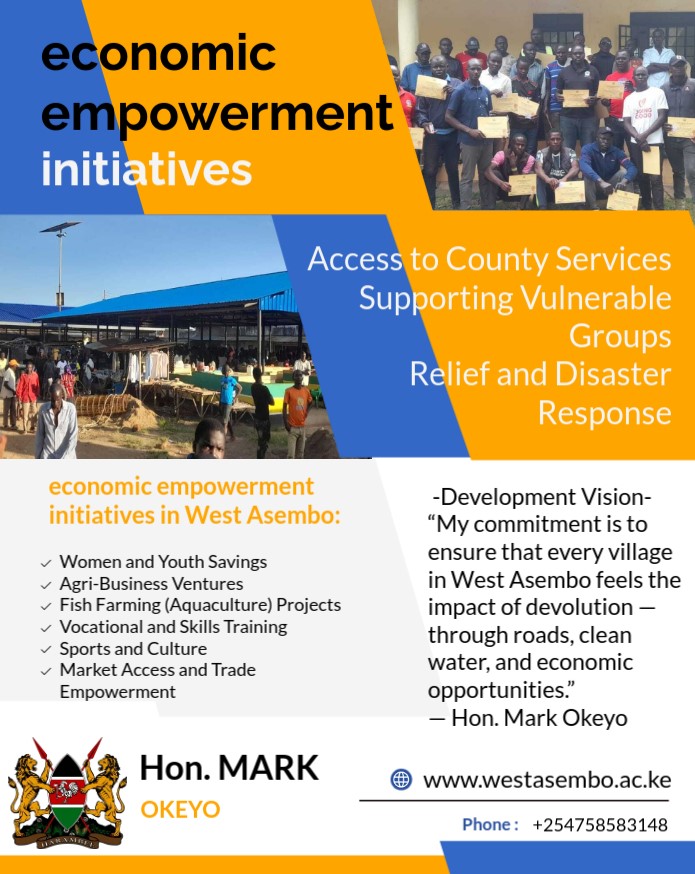 economic
empowerment
initiatives
Access to County Services
Supporting Vulnerable
Groups
Relief and Disaster
Response
economic empowerment
initiatives in West Asembo:
Women and Youth Savings
Agri-Business Ventures
Fish Farming (Aquaculture) Projects
Vocational and Skills Training
Sports and Culture
Market Access and Trade
Empowerment
-Development Vision-
“My commitment is to
ensure that every village
in West Asembo feels the
impact of devolution —
through roads, clean
water, and economic
opportunities.”
— Hon. Mark Okeyo
HARAMBEE
Hon. MARK
OKEYO
www.westasembo.ac.ke
Phone : +254758583148